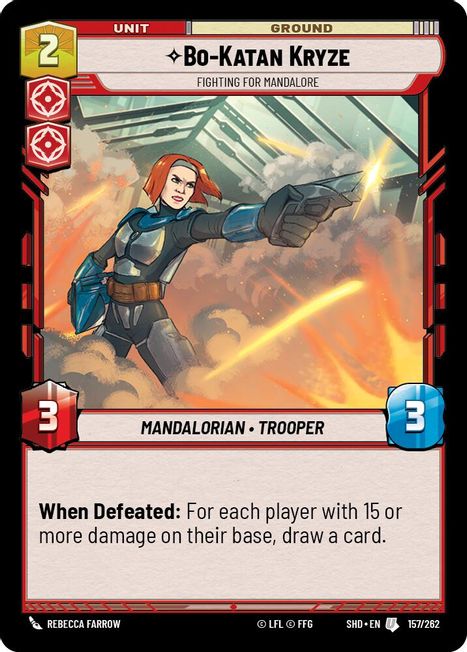 UNIT GROUND
2
✧BO-KATAN KRYZE
FIGHTING FOR MANDALORE
3
MANDALORIAN • TROOPER
3
When Defeated: For each player with 15 or
more damage on their base, draw a card.
REBECCA FARROW © LFL © FFG SHD • EN U 157/262